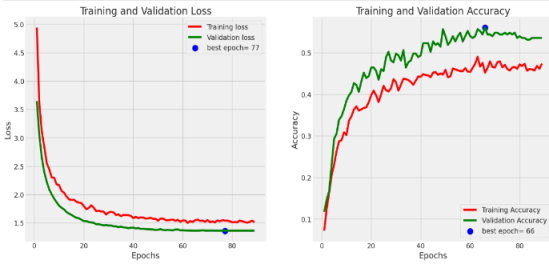 Training and Validation Loss
Training loss
Validation loss
best epoch= 77
5.0
4.5
4.0
3.5
3.0
2.5
2.0
1.5
Loss
0
20
40
60
80
Epochs
Training and Validation Accuracy
0.5
0.4
0.3
0.2
0.1
Accuracy
Training Accuracy
Validation Accuracy
best epoch= 66
0
20
40
60
80
Epochs